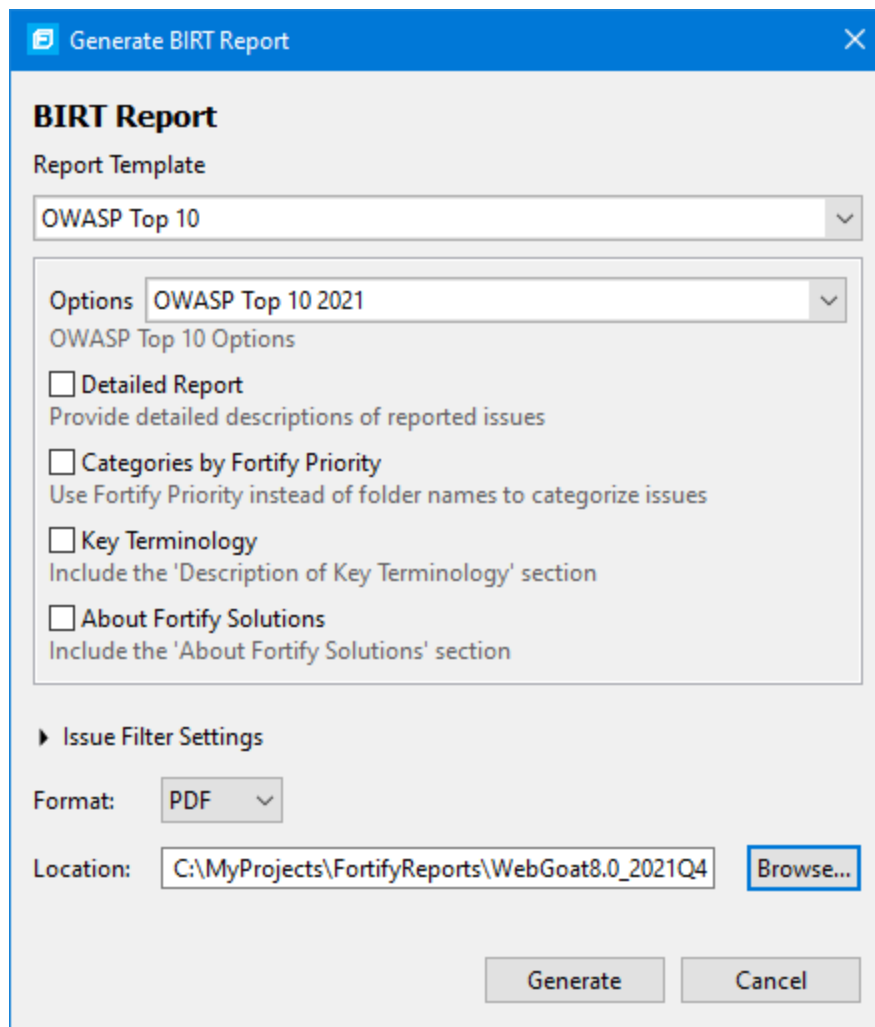 Generate BIRT Report
BIRT Report
Report Template
OWASP Top 10
Options OWASP Top 10 2021
OWASP Top 10 Options
Detailed Report
Provide detailed descriptions of reported issues
Categories by Fortify Priority
Use Fortify Priority instead of folder names to categorize issues
Key Terminology
Include the 'Description of Key Terminology' section
About Fortify Solutions
Include the 'About Fortify Solutions' section
Issue Filter Settings
Format: PDF
Location: C:\MyProjects\FortifyReports\WebGoat8.0_2021Q4 Browse...
Generate Cancel